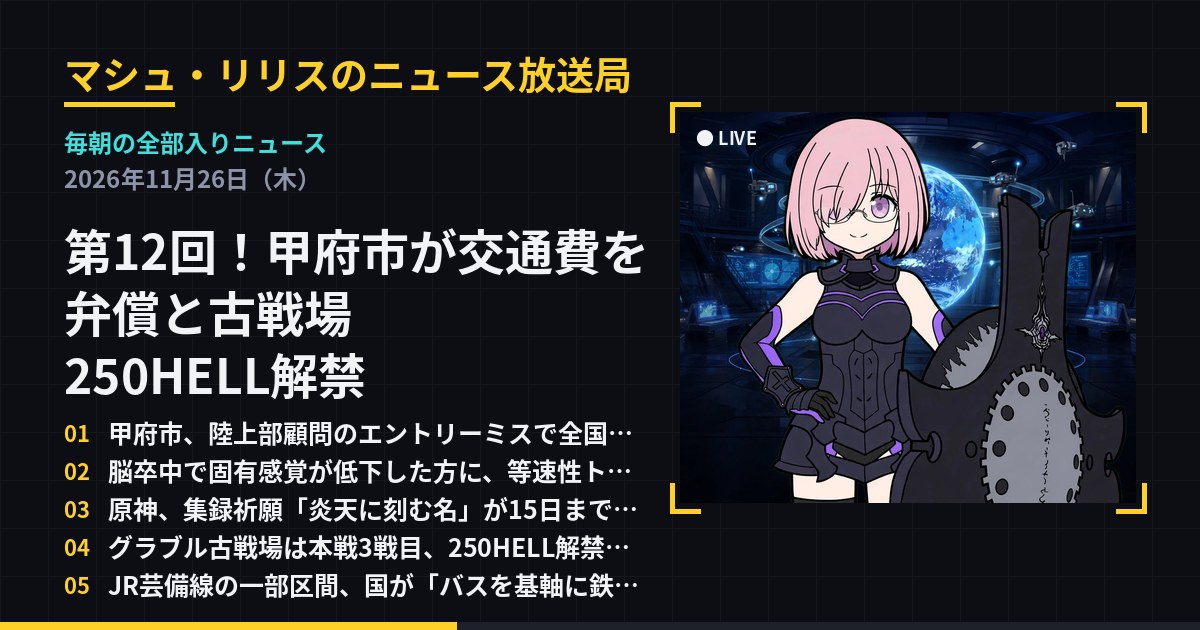 マシュ・リリスのニュース放送局
毎朝の全部入りニュース
2026年11月26日（木）
LIVE
第12回！甲府市が交通費を
弁償と古戦場
250HELL解禁
01 甲府市、陸上部顧問のエントリーミスで全国…
02 脳卒中で固有感覚が低下した方に、等速性ト…
03 原神、集録祈願「炎天に刻む名」が15日まで…
04 グラブル古戦場は本戦3戦目、250HELL解禁…
05 JR芸備線の一部区間、国が「バスを基軸に鉄…